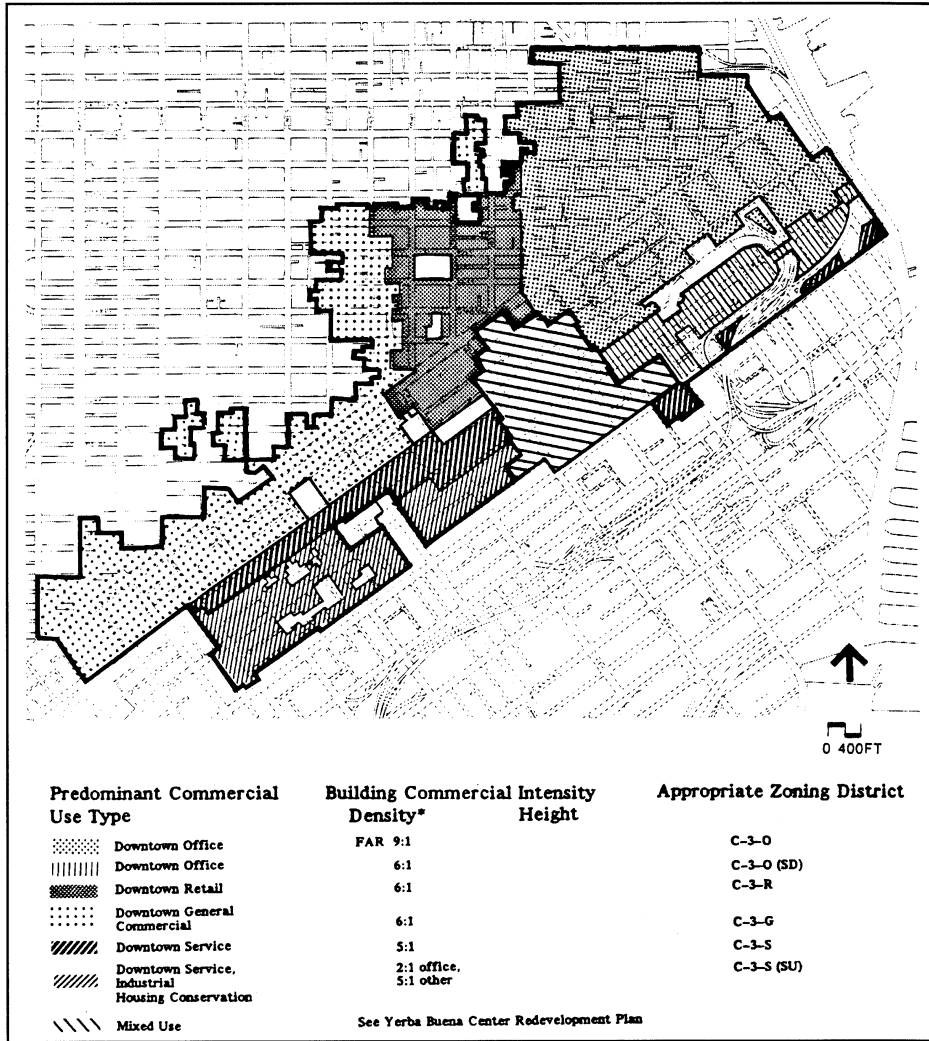 0 400FT
Predominant Commercial Building Commercial Intensity Appropriate Zoning District
Use Type Density* Height
Downtown Office FAR 9:1 C-3-O
Downtown Office 6:1 C-3-O (SD)
Downtown Retail 6:1 C-3-R
Downtown General
Commercial 6:1 C-3-G
Downtown Service 5:1 C-3-S
Downtown Service, 2:1 office, C-3-S (SU)
Industrial 5:1 other
Housing Conservation
Mixed Use See Yerba Buena Center Redevelopment Plan